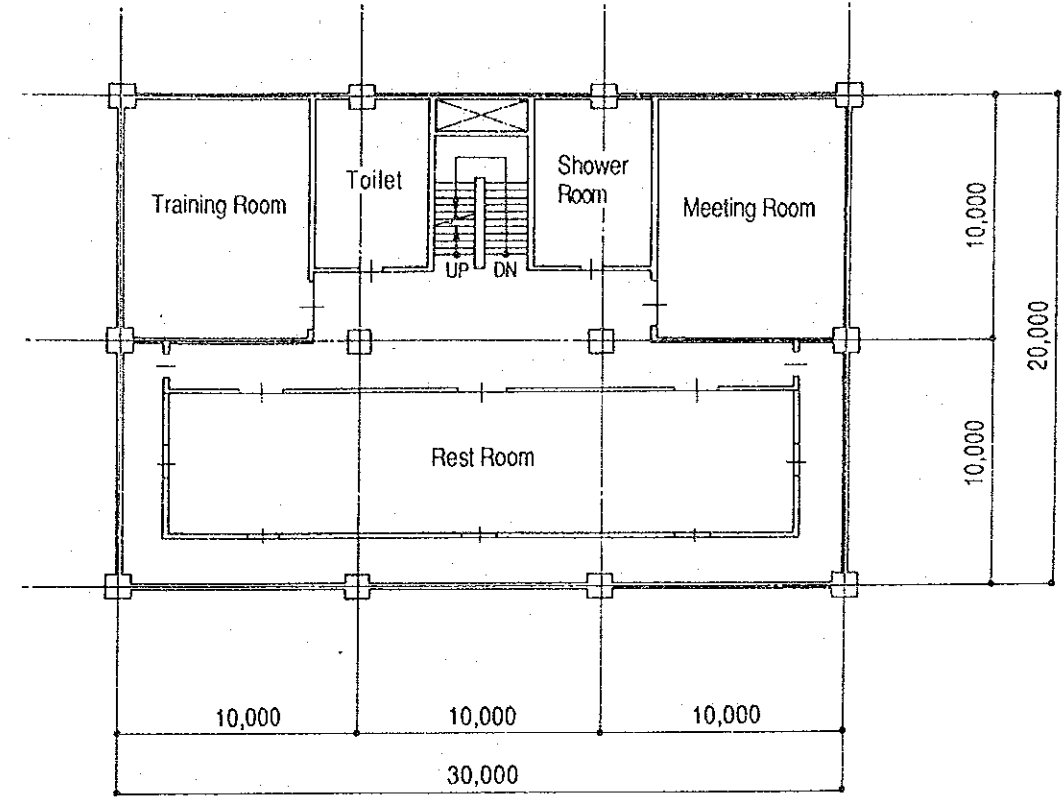 Training Room
Toilet
Shower
Room
Meeting Room
UP
DN
Rest Room
10,000
10,000
20,000
10,000
10,000
10,000
30,000